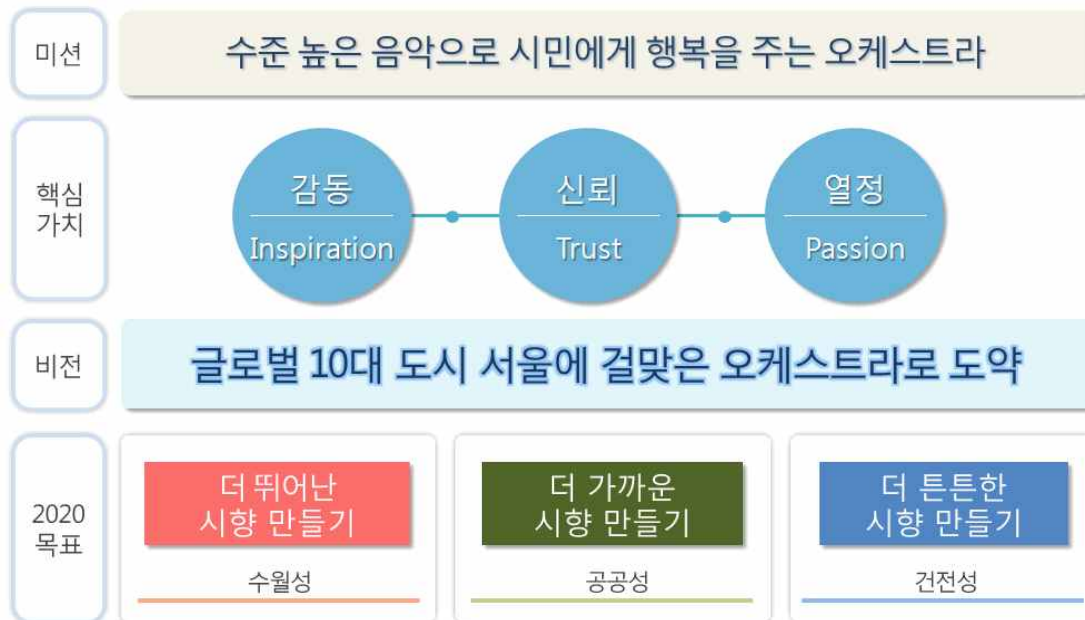 미션
수준 높은 음악으로 시민에게 행복을 주는 오케스트라
핵심
가치
감동
Inspiration
신뢰
Trust
열정
Passion
비전
글로벌 10대 도시 서울에 걸맞은 오케스트라로 도약
2020
목표
더 뛰어난
시향 만들기
수월성
더 가까운
시향 만들기
공공성
더 튼튼한
시향 만들기
건전성